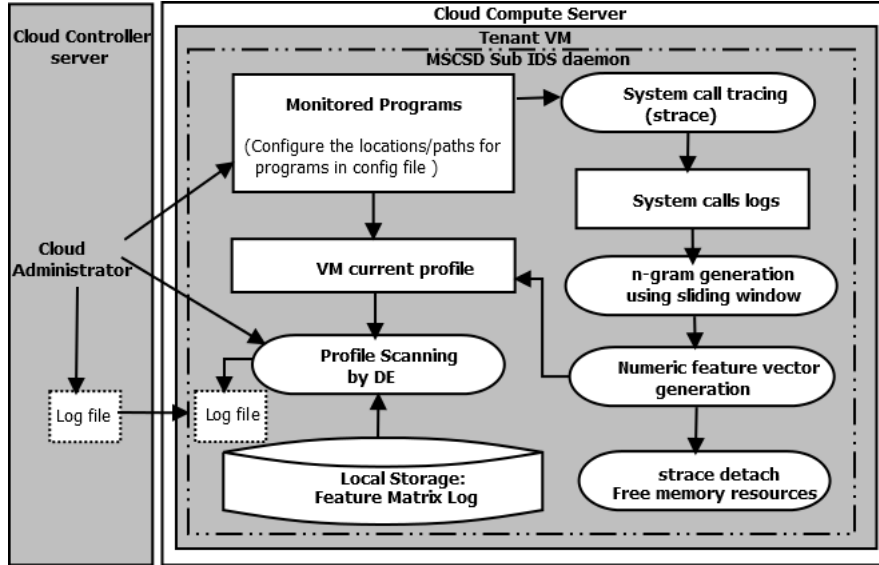 Cloud Compute Server
Cloud Controller
server
Tenant VM
MSCSD Sub IDS daemon
Monitored Programs
(Configure the locations/paths for
programs in config file )
System call tracing
(strace)
System calls logs
Cloud
Administrator
VM current profile
n-gram generation
using sliding window
Profile Scanning
by DE
Numeric feature vector
generation
Log file
Log file
Local Storage:
Feature Matrix Log
strace detach
Free memory resources